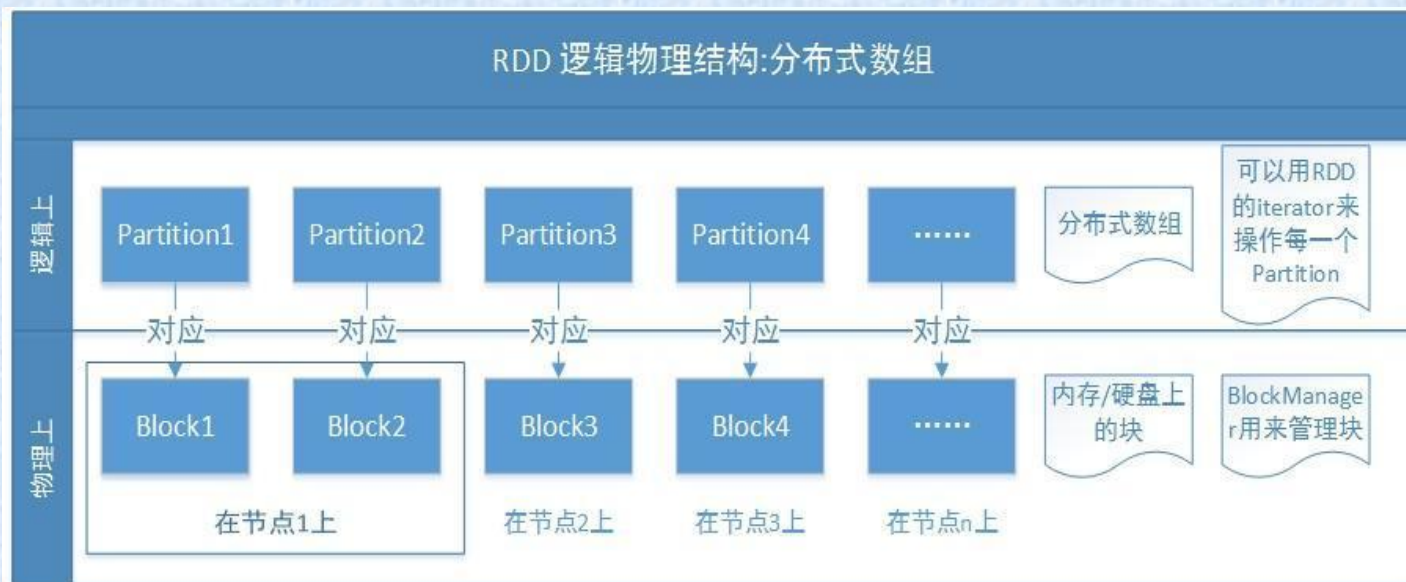 RDD 逻辑物理结构:分布式数组
逻辑上
Partition1
Partition2
Partition3
Partition4
……
分布式数组
可以用RDD
的iterator来
操作每一个
Partition
对应
对应
对应
对应
对应
物理上
Block1
Block2
Block3
Block4
……
内存/硬盘上
的块
BlockManage
r用来管理块
在节点1上
在节点2上
在节点3上
在节点n上